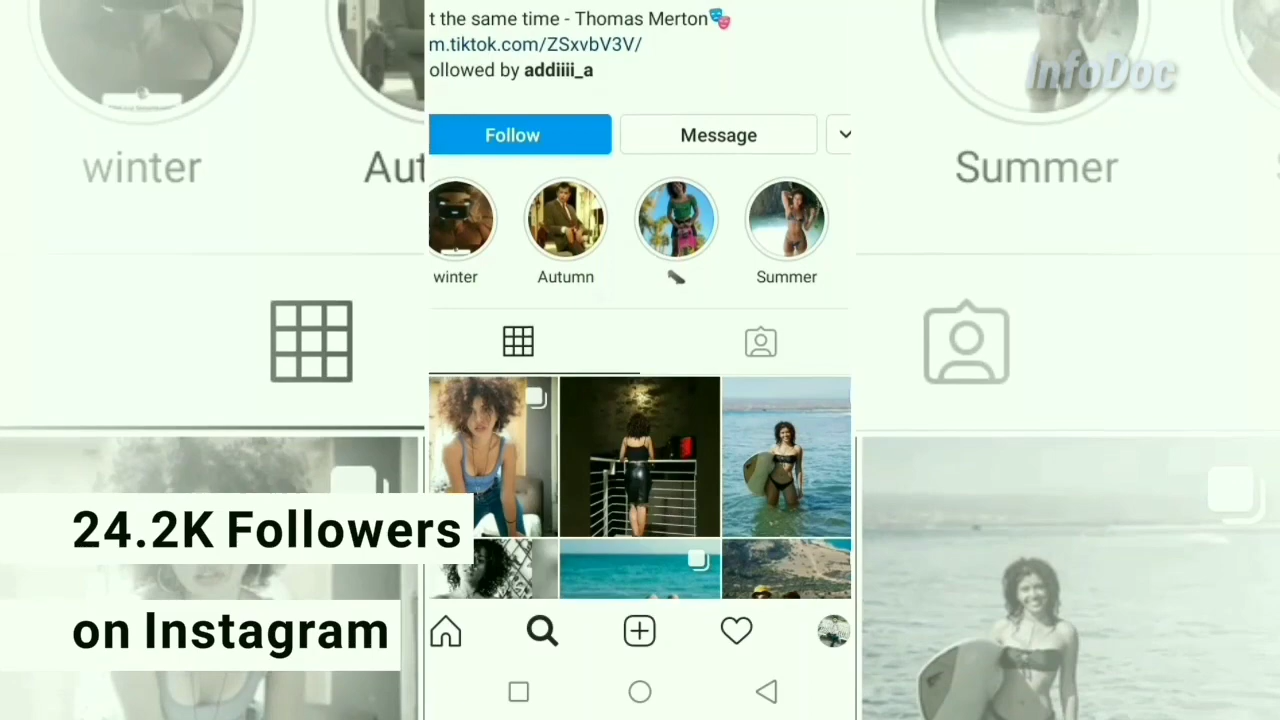 t the same time - Thomas Merton🎭
m.tiktok.com/ZSxvbV3V/
ollowed by addiiii_a
InfoDoc
Follow
Message
winter
Aut
Summer
winter
Autumn
Summer
24.2K Followers
on Instagram